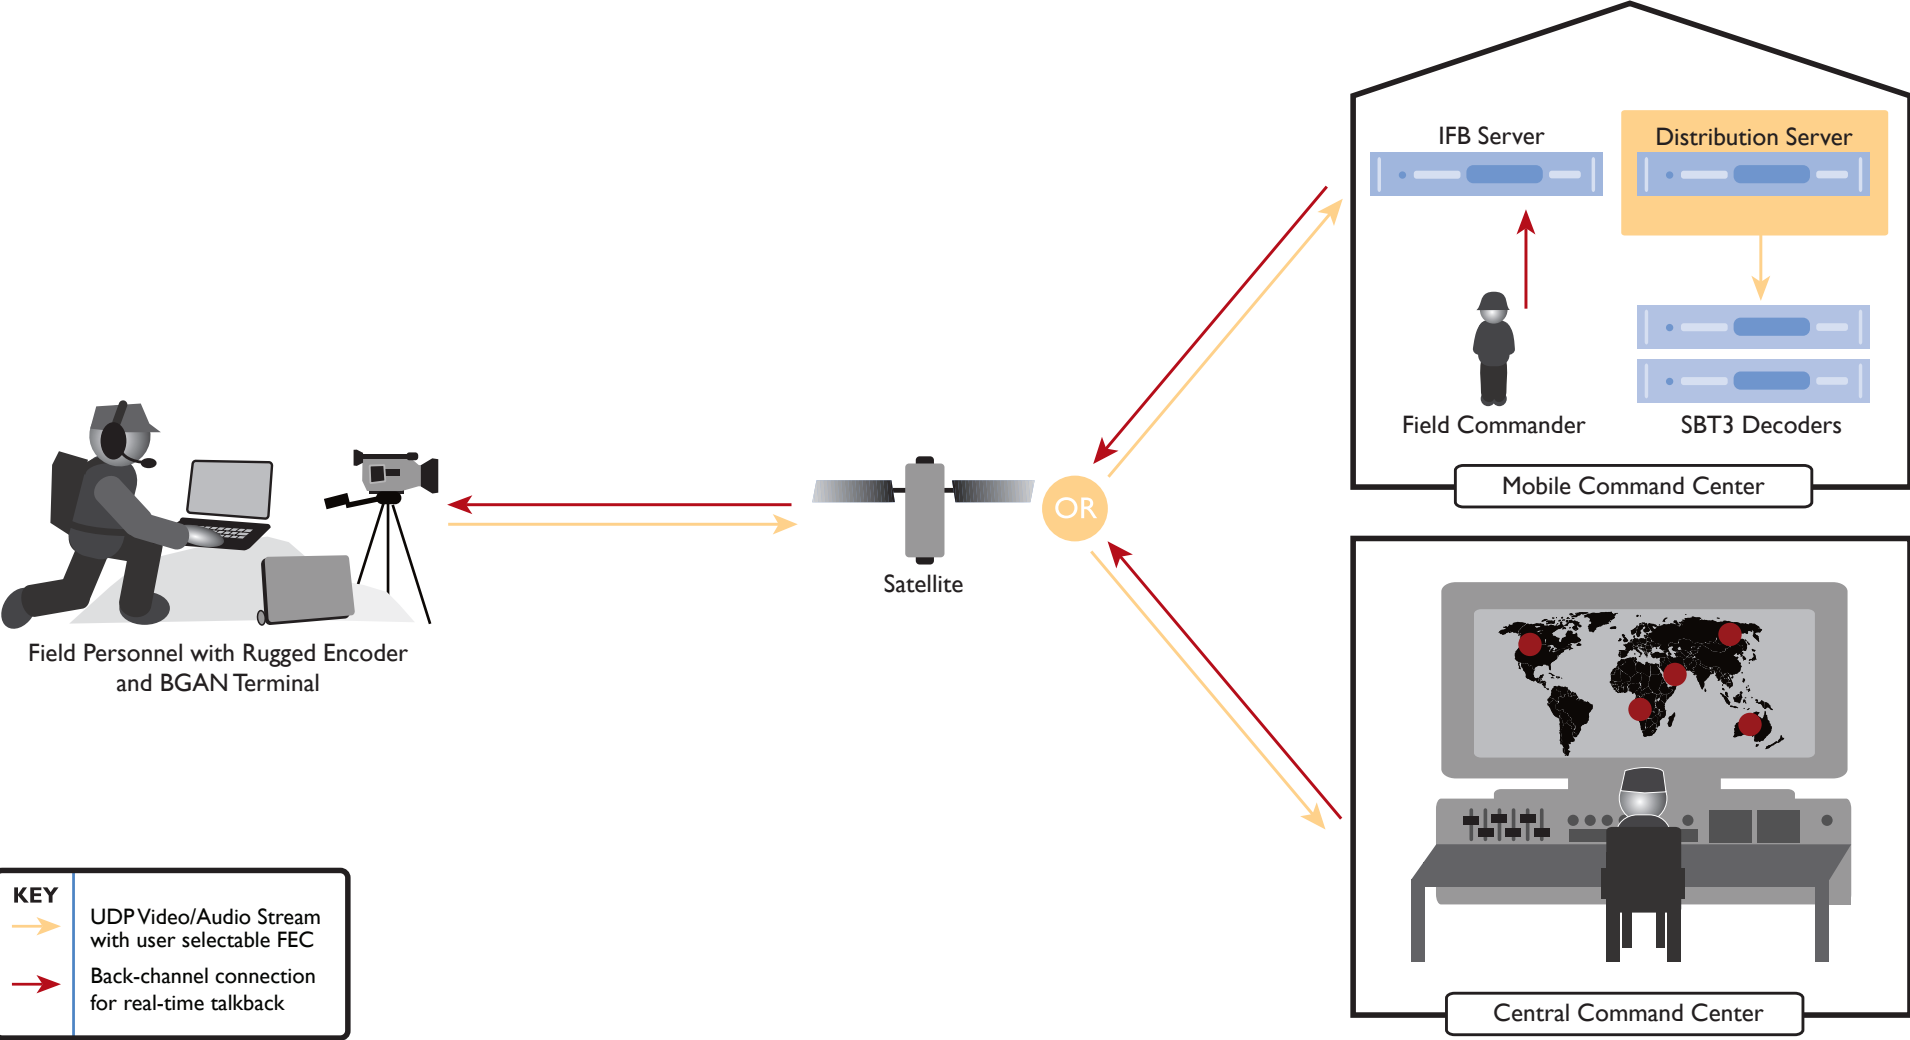 IFB Server
Distribution Server
Field Commander
SBT3 Decoders
Mobile Command Center
OR
Satellite
Field Personnel with Rugged Encoder
and BGAN Terminal
KEY
UDP Video/Audio Stream
with user selectable FEC
Back-channel connection
for real-time talkback
Central Command Center